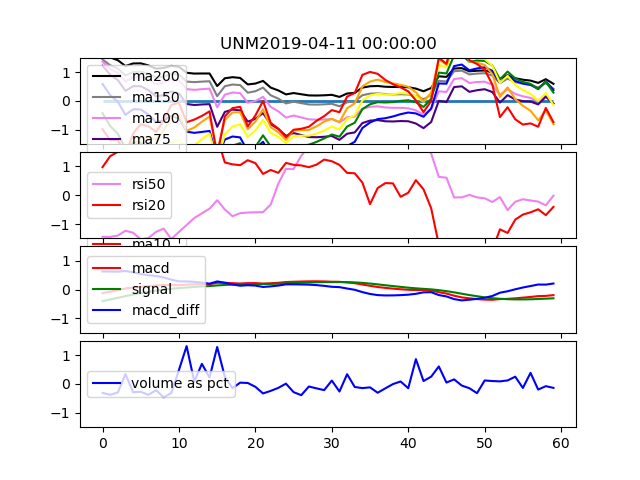 UNM2019-04-11 00:00:00
1
0
−1
ma200
ma150
ma100
ma75
1
0
−1
rsi50
rsi20
ma10
1
0
−1
macd
signal
macd_diff
1
0
−1
volume as pct
0 10 20 30 40 50 60